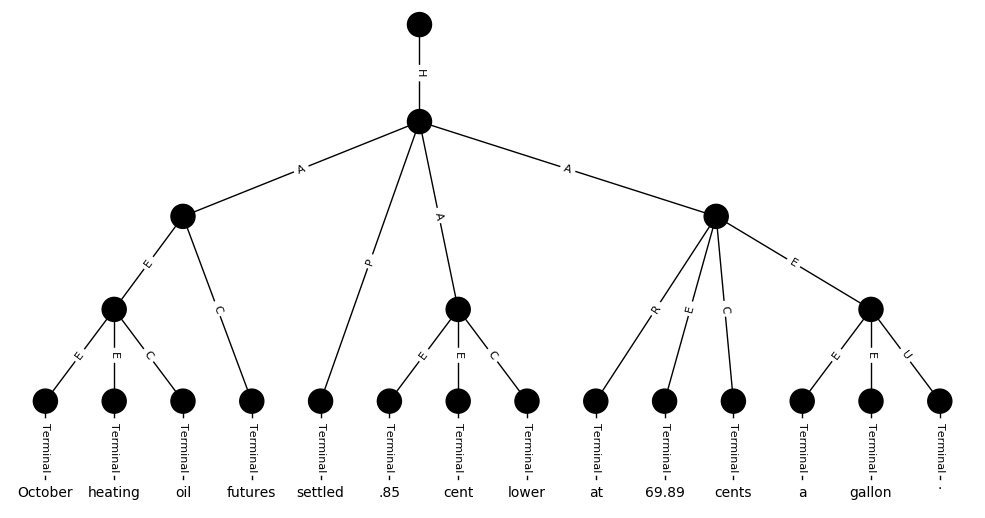 H
A A
A
E P E
E C R E C
E E C E E C E E U
Terminal Terminal Terminal Terminal Terminal Terminal Terminal Terminal Terminal Terminal Terminal Terminal Terminal Terminal
October heating oil futures settled .85 cent lower at 69.89 cents a gallon .